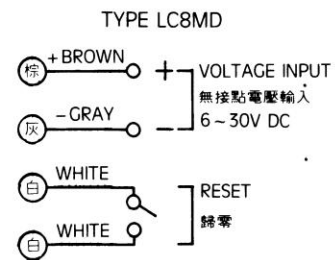 TYPE LC8MD
棕 +BROWN + VOLTAGE INPUT
無接點電壓輸入
灰 −GRAY − 6~30V DC
白 WHITE RESET
歸零
白 WHITE